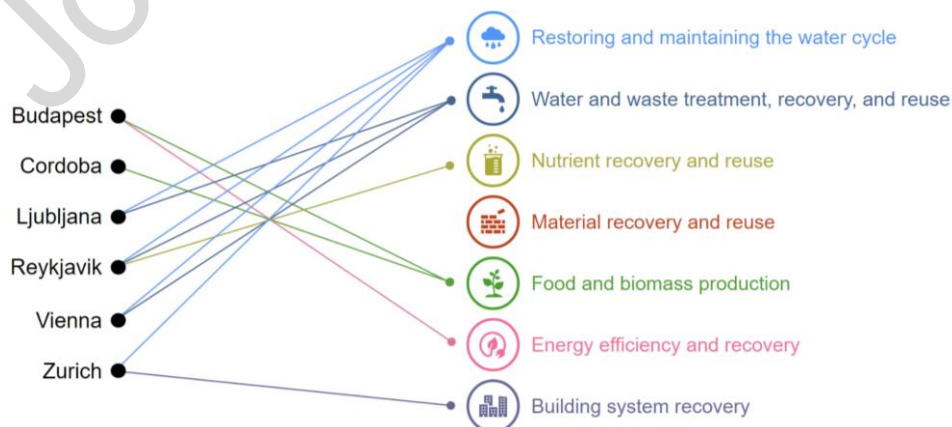 Jo
Restoring and maintaining the water cycle
Water and waste treatment, recovery, and reuse
Budapest
Cordoba
Nutrient recovery and reuse
Ljubljana
Material recovery and reuse
Reykjavik
Food and biomass production
Vienna
Energy efficiency and recovery
Zurich
Building system recovery